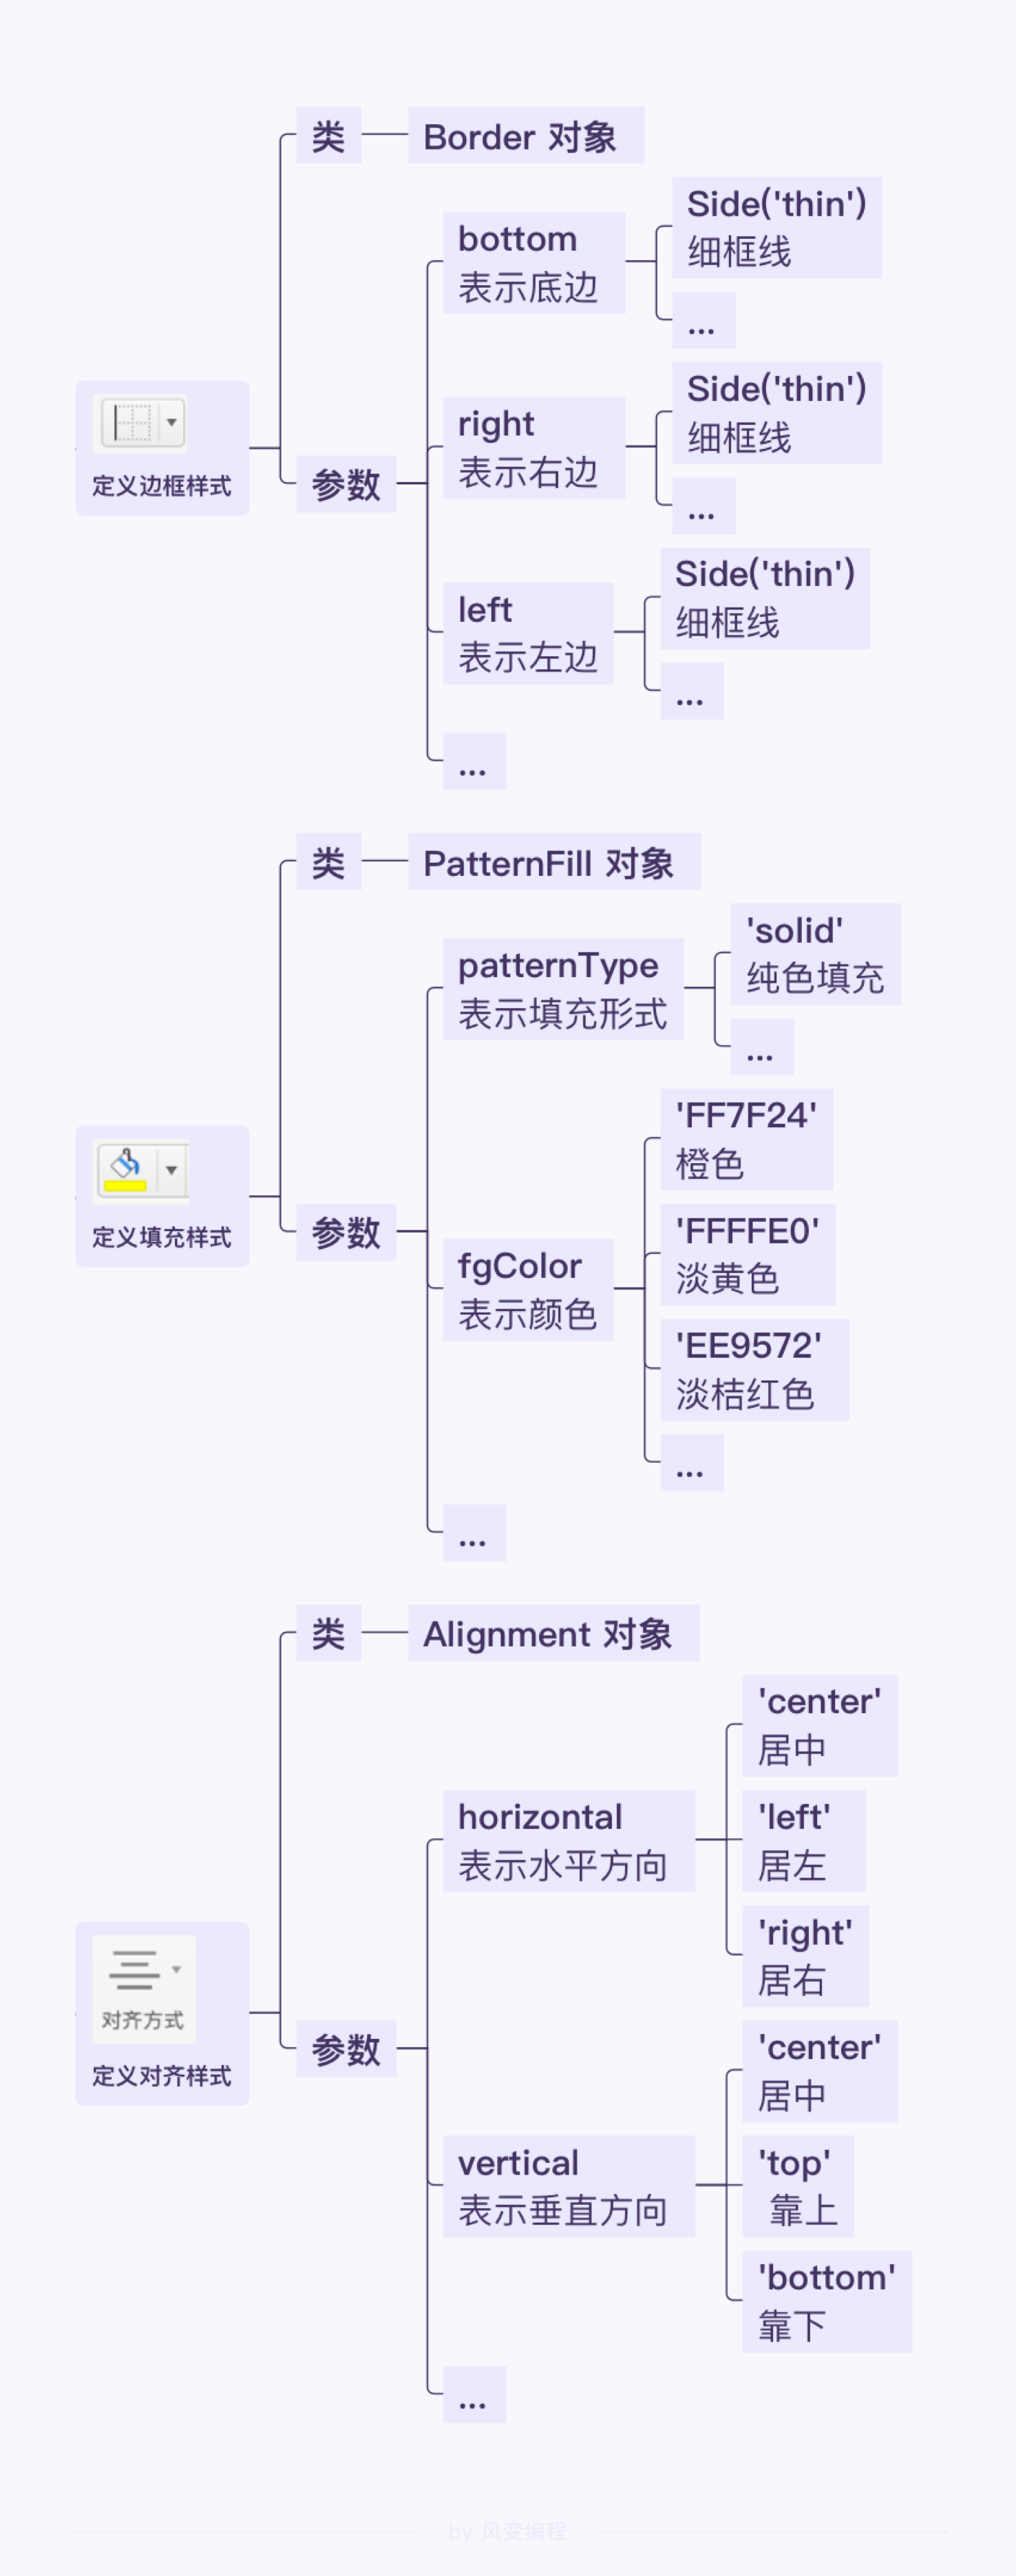 类
Border 对象
bottom
表示底边
Side('thin')
细框线
...
right
表示右边
Side('thin')
细框线
...
left
表示左边
Side('thin')
细框线
...
...
参数
定义边框样式
类
PatternFill 对象
patternType
表示填充形式
'solid'
纯色填充
...
fgColor
表示颜色
'FF7F24'
橙色
'FFFFE0'
淡黄色
'EE9572'
淡桔红色
...
...
参数
定义填充样式
类
Alignment 对象
horizontal
表示水平方向
'center'
居中
'left'
居左
'right'
居右
对齐方式
定义对齐样式
参数
vertical
表示垂直方向
'center'
居中
'top'
靠上
'bottom'
靠下
...
by 风变编程